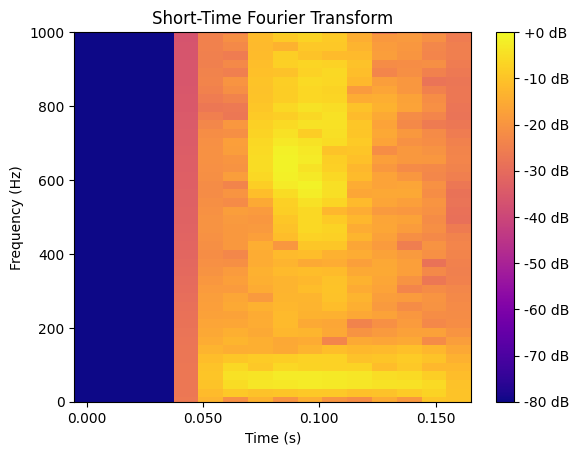 Short-Time Fourier Transform
1000
800
600
400
200
0
Frequency (Hz)
0.000
0.050
0.100
0.150
Time (s)
+0 dB
-10 dB
-20 dB
-30 dB
-40 dB
-50 dB
-60 dB
-70 dB
-80 dB